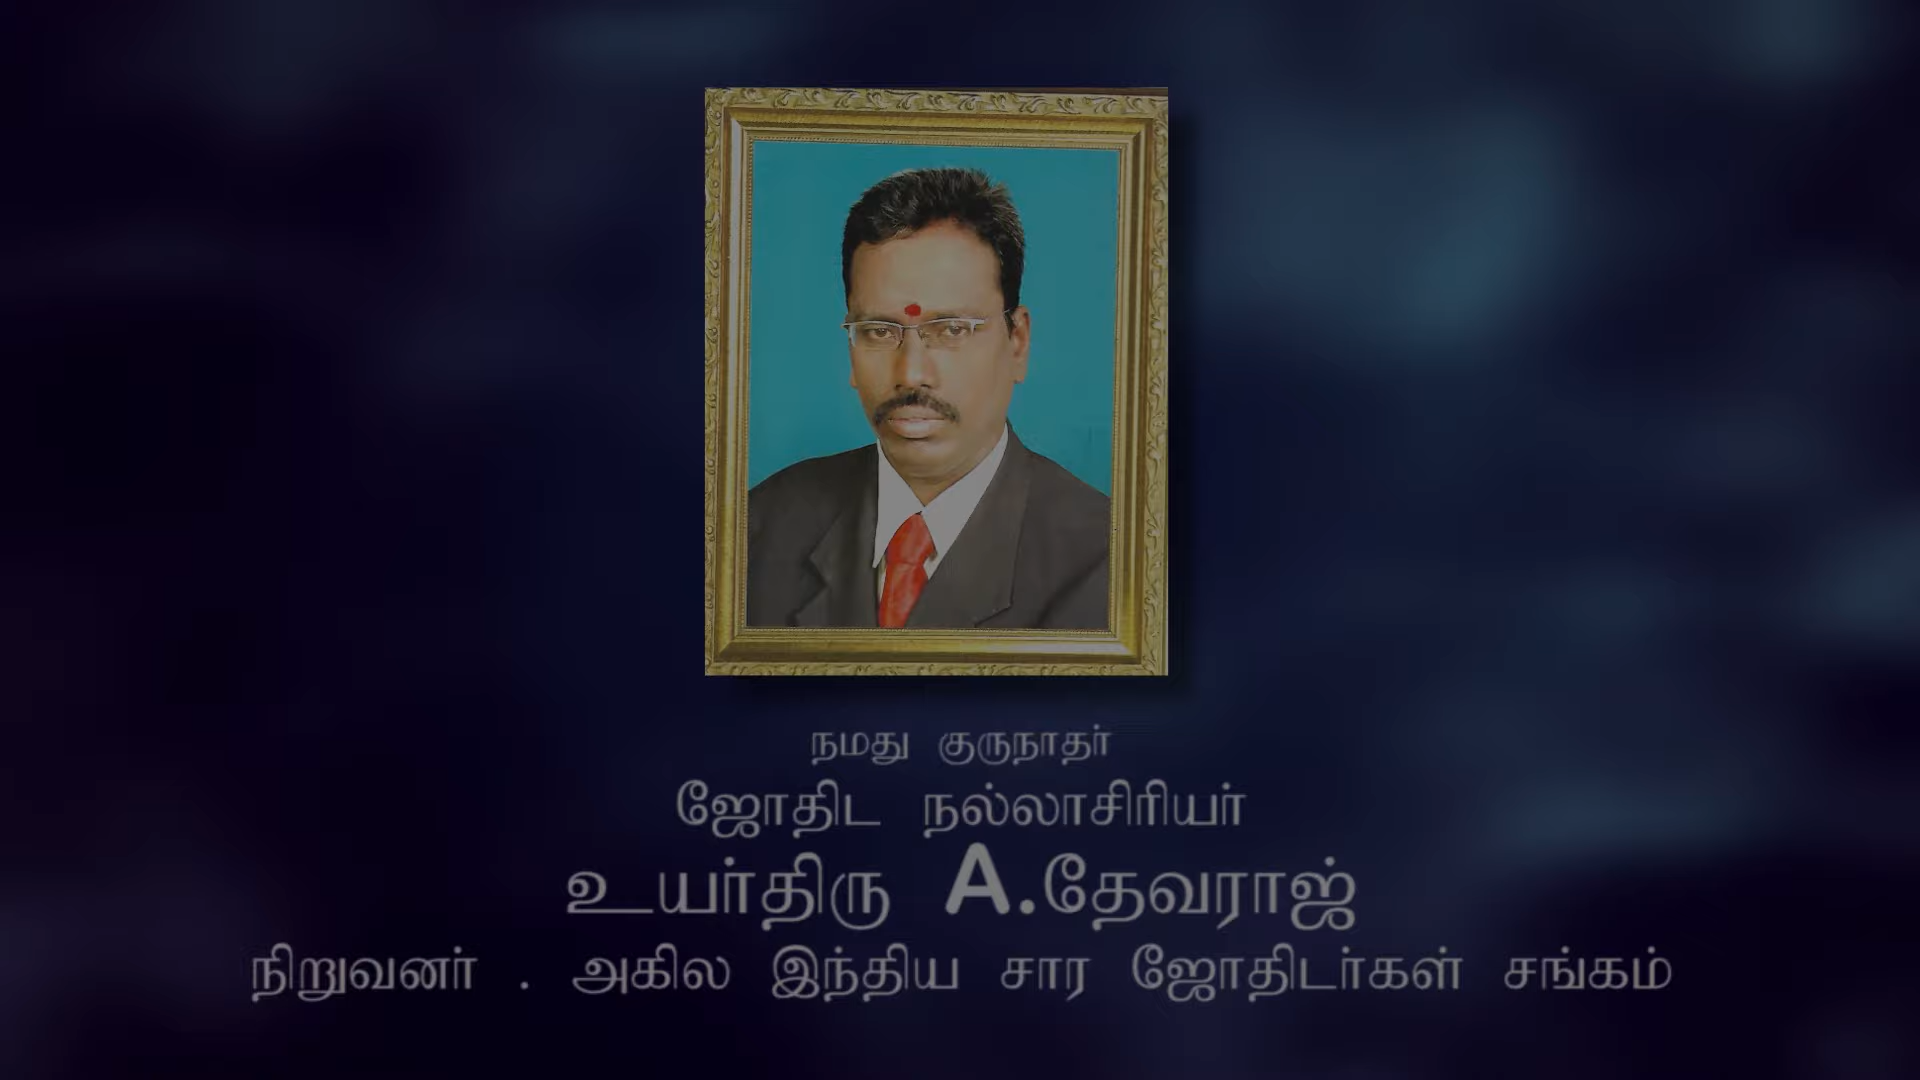 நமது குருநாதர்
ஜோதிட நல்லாசிரியர்
உயர்திரு A.தேவராஜ்
நிறுவனர் . அகில இந்திய சார ஜோதிடர்கள் சங்கம்